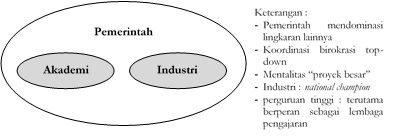 Pemerintah
Akademi
Industri
Keterangan :
- Pemerintah mendominasi
lingkaran lainnya
- Koordinasi birokrasi top-
down
- Mentalitas “proyek besar”
- Industri : national champion
- perguruan tinggi : terutama
berperan sebagai lembaga
pengajaran